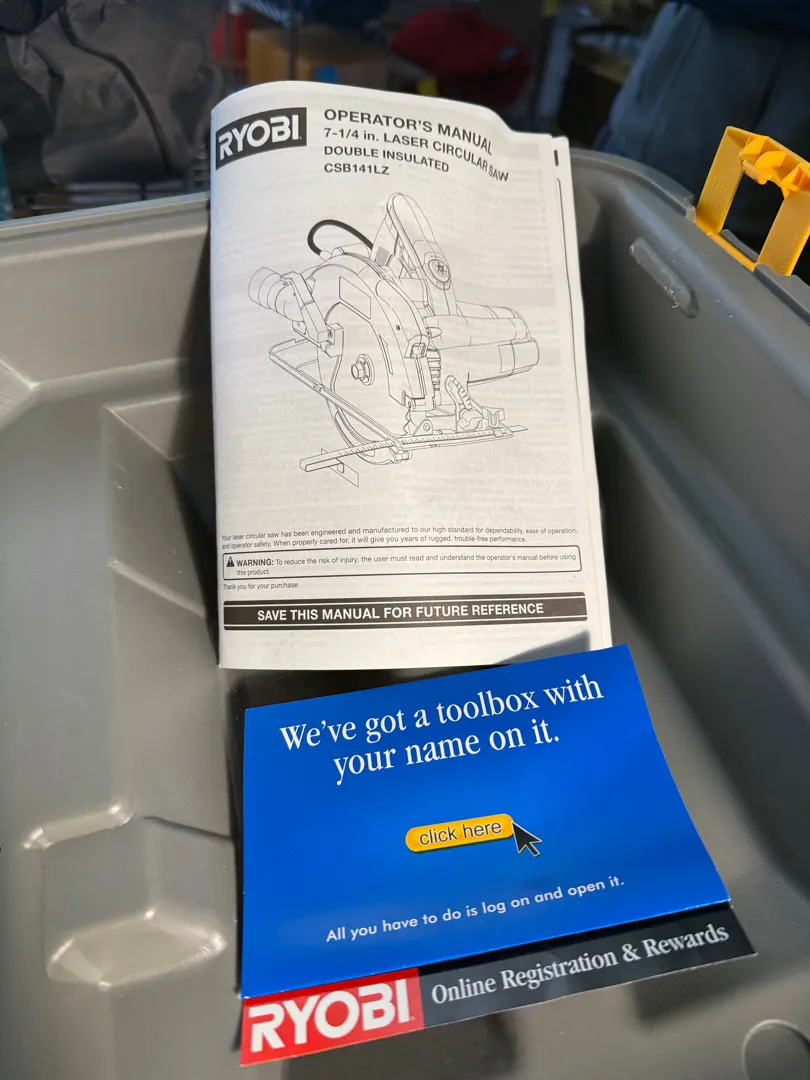 RYOBI
OPERATOR'S MANUAL
7-1/4 in. LASER CIRCULAR SAW
DOUBLE INSULATED
CSB141LZ
Your laser circular saw has been engineered and manufactured to our high standard for dependability, ease of operation,
and operator safety. When properly cared for, it will give you years of rugged, trouble-free performance.
WARNING: To reduce the risk of injury, the user must read and understand the operator's manual before using
this product.
Thank you for your purchase.
SAVE THIS MANUAL FOR FUTURE REFERENCE
We've got a toolbox with
your name on it.
click here
All you have to do is log on and open it.
RYOBI Online Registration & Rewards